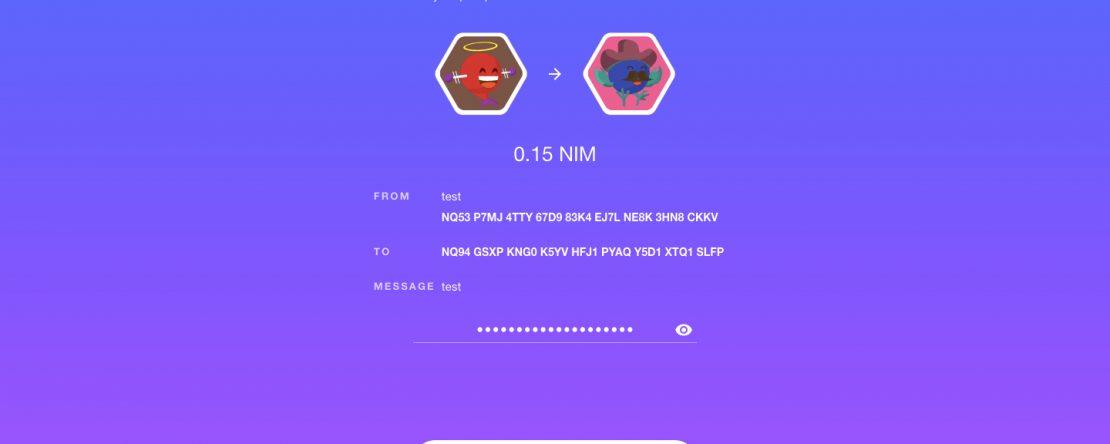 0.15 NIM
FROM test
NQ53 P7MJ 4TTY 67D9 83K4 EJ7L NE8K 3HN8 CKKV
TO NQ94 GSXP KNG0 K5YV HFJ1 PYAQ Y5D1 XTQ1 SLFP
MESSAGE test